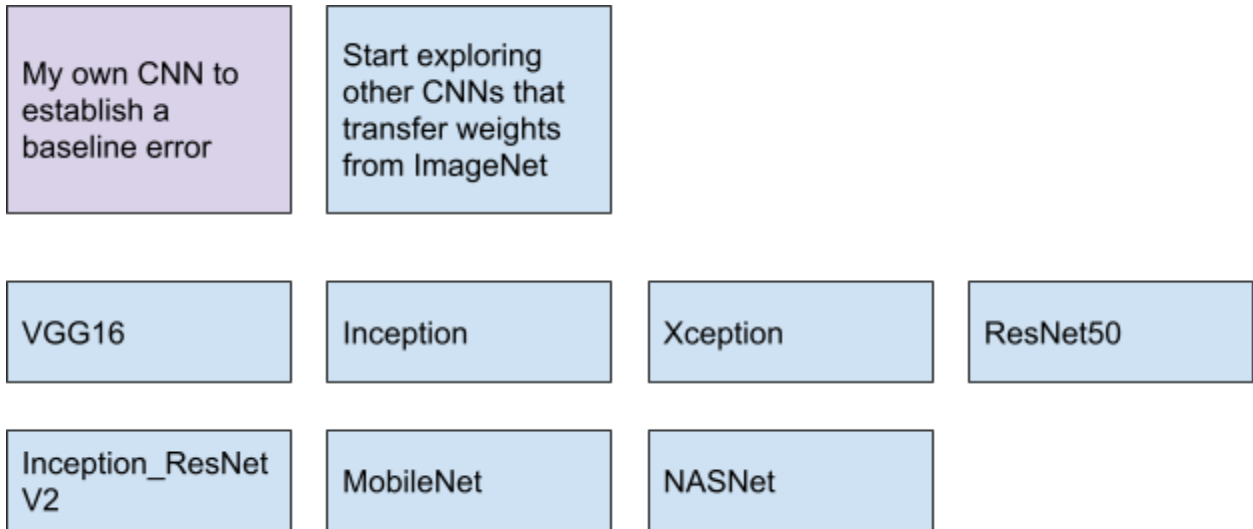 My own CNN to
establish a
baseline error
Start exploring
other CNNs that
transfer weights
from ImageNet
VGG16
Inception
Xception
ResNet50
Inception_ResNet
V2
MobileNet
NASNet